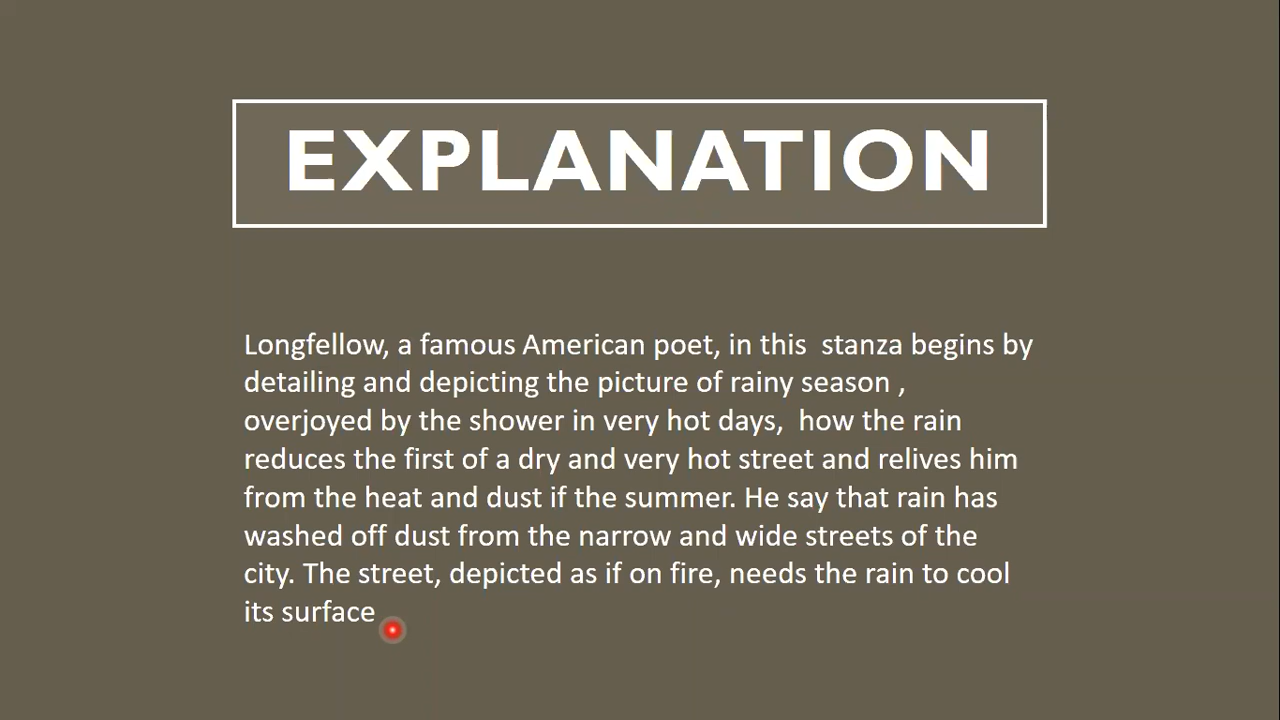 EXPLANATION
Longfellow, a famous American poet, in this  stanza begins by
detailing and depicting the picture of rainy season ,
overjoyed by the shower in very hot days,  how the rain
reduces the first of a dry and very hot street and relives him
from the heat and dust if the summer. He say that rain has
washed off dust from the narrow and wide streets of the
city. The street, depicted as if on fire, needs the rain to cool
its surface